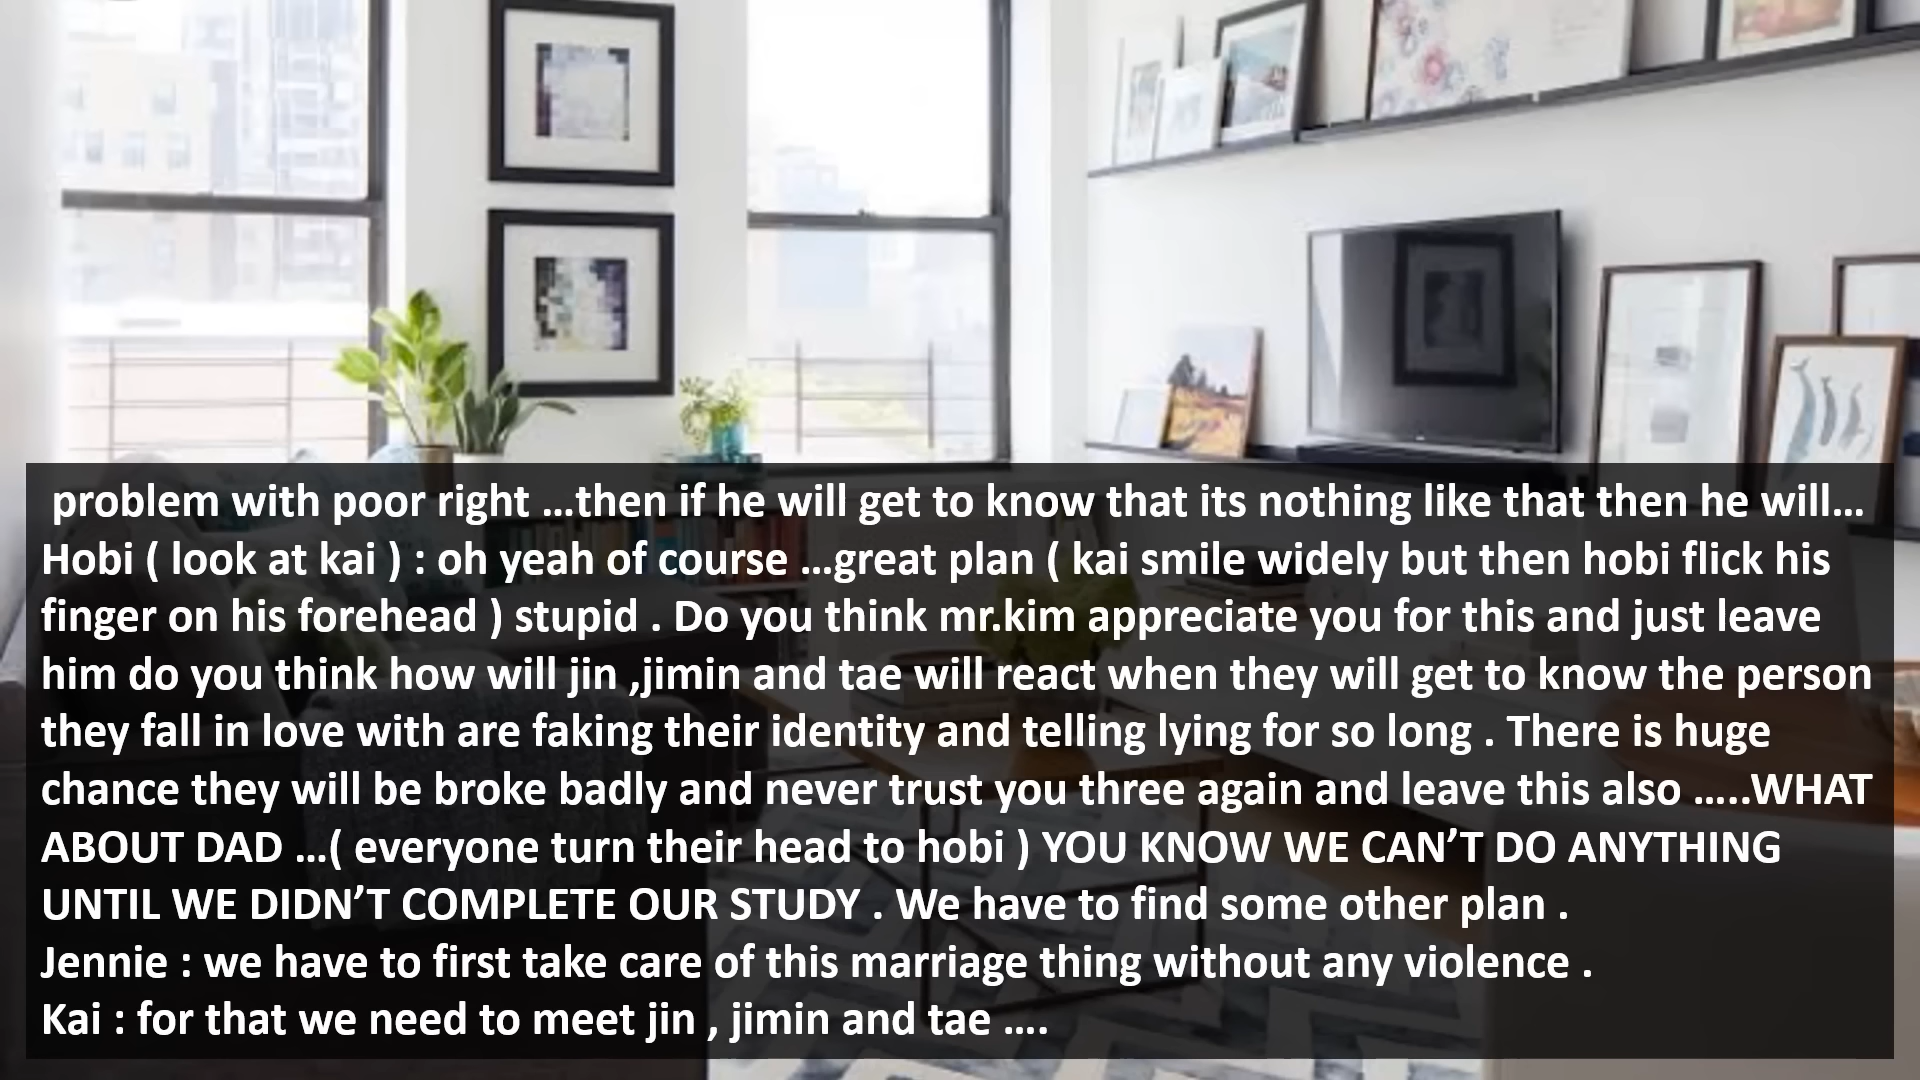 problem with poor right …then if he will get to know that its nothing like that then he will…
Hobi ( look at kai ) : oh yeah of course …great plan ( kai smile widely but then hobi flick his
finger on his forehead ) stupid . Do you think mr.kim appreciate you for this and just leave
him do you think how will jin ,jimin and tae will react when they will get to know the person
they fall in love with are faking their identity and telling lying for so long . There is huge
chance they will be broke badly and never trust you three again and leave this also …..WHAT
ABOUT DAD …( everyone turn their head to hobi ) YOU KNOW WE CAN’T DO ANYTHING
UNTIL WE DIDN’T COMPLETE OUR STUDY . We have to find some other plan .
Jennie : we have to first take care of this marriage thing without any violence .
Kai : for that we need to meet jin , jimin and tae ….